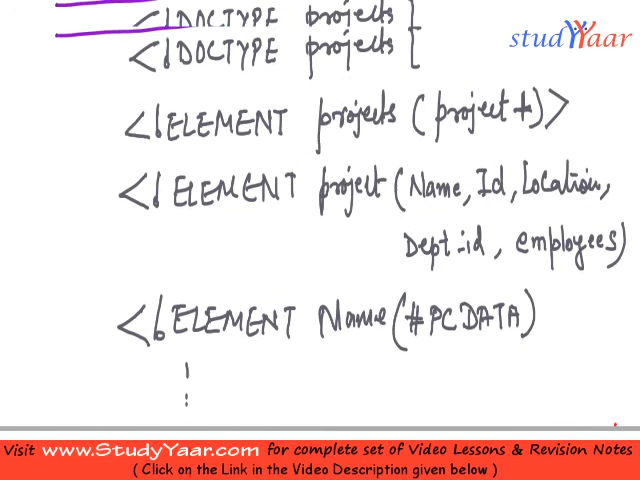 <!DOCTYPE projects [
<!DOCTYPE projects [
studYYaar
<!ELEMENT projects (project+)>
<!ELEMENT project (Name, Id, Location,
Dept-id, employees)
<!ELEMENT Name (#PCDATA)
Visit www.StudyYaar.com for complete set of Video Lessons & Revision Notes
( Click on the Link in the Video Description given below )